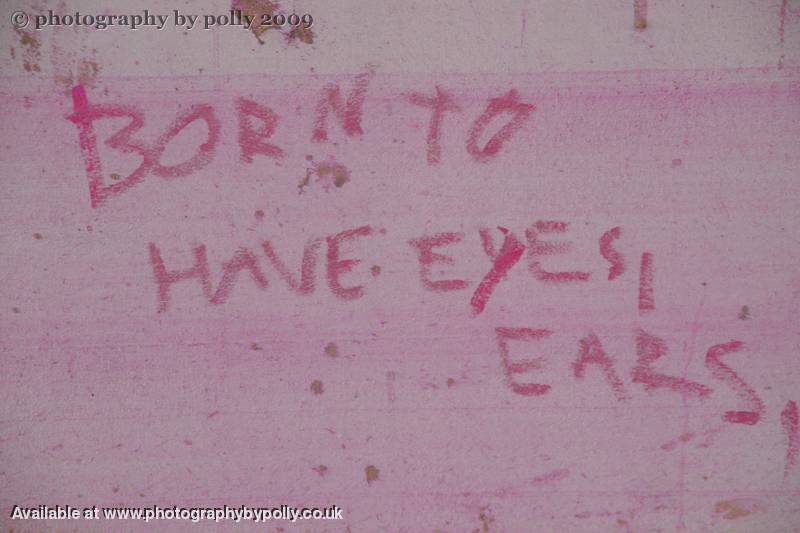 © photography by polly 2009
BORN TO
HAVE EYES,
EARS,
Available at www.photographybypolly.co.uk